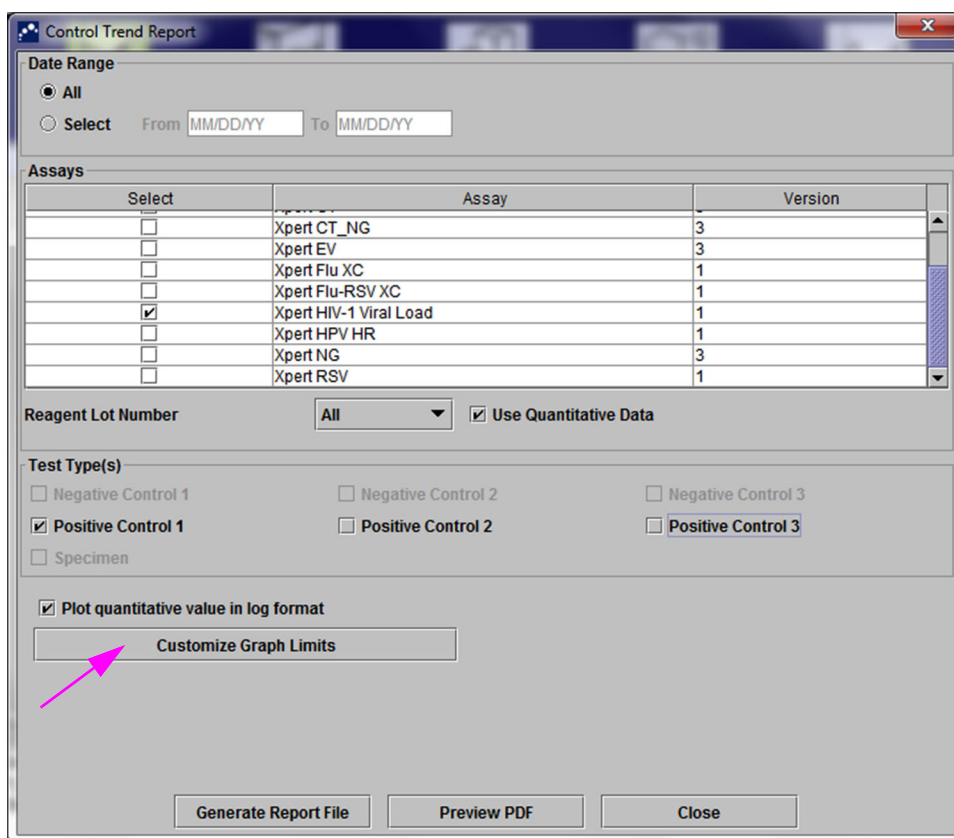 Control Trend Report
Date Range
All
Select From MM/DD/YY To MM/DD/YY
Assays
Select Assay Version
Xpert CT_NG 3
Xpert EV 3
Xpert Flu XC 1
Xpert Flu-RSV XC 1
Xpert HIV-1 Viral Load 1
Xpert HPV HR 1
Xpert NG 3
Xpert RSV 1
Reagent Lot Number All Use Quantitative Data
Test Type(s)
Negative Control 1 Negative Control 2 Negative Control 3
Positive Control 1 Positive Control 2 Positive Control 3
Specimen
Plot quantitative value in log format
Customize Graph Limits
Generate Report File Preview PDF Close